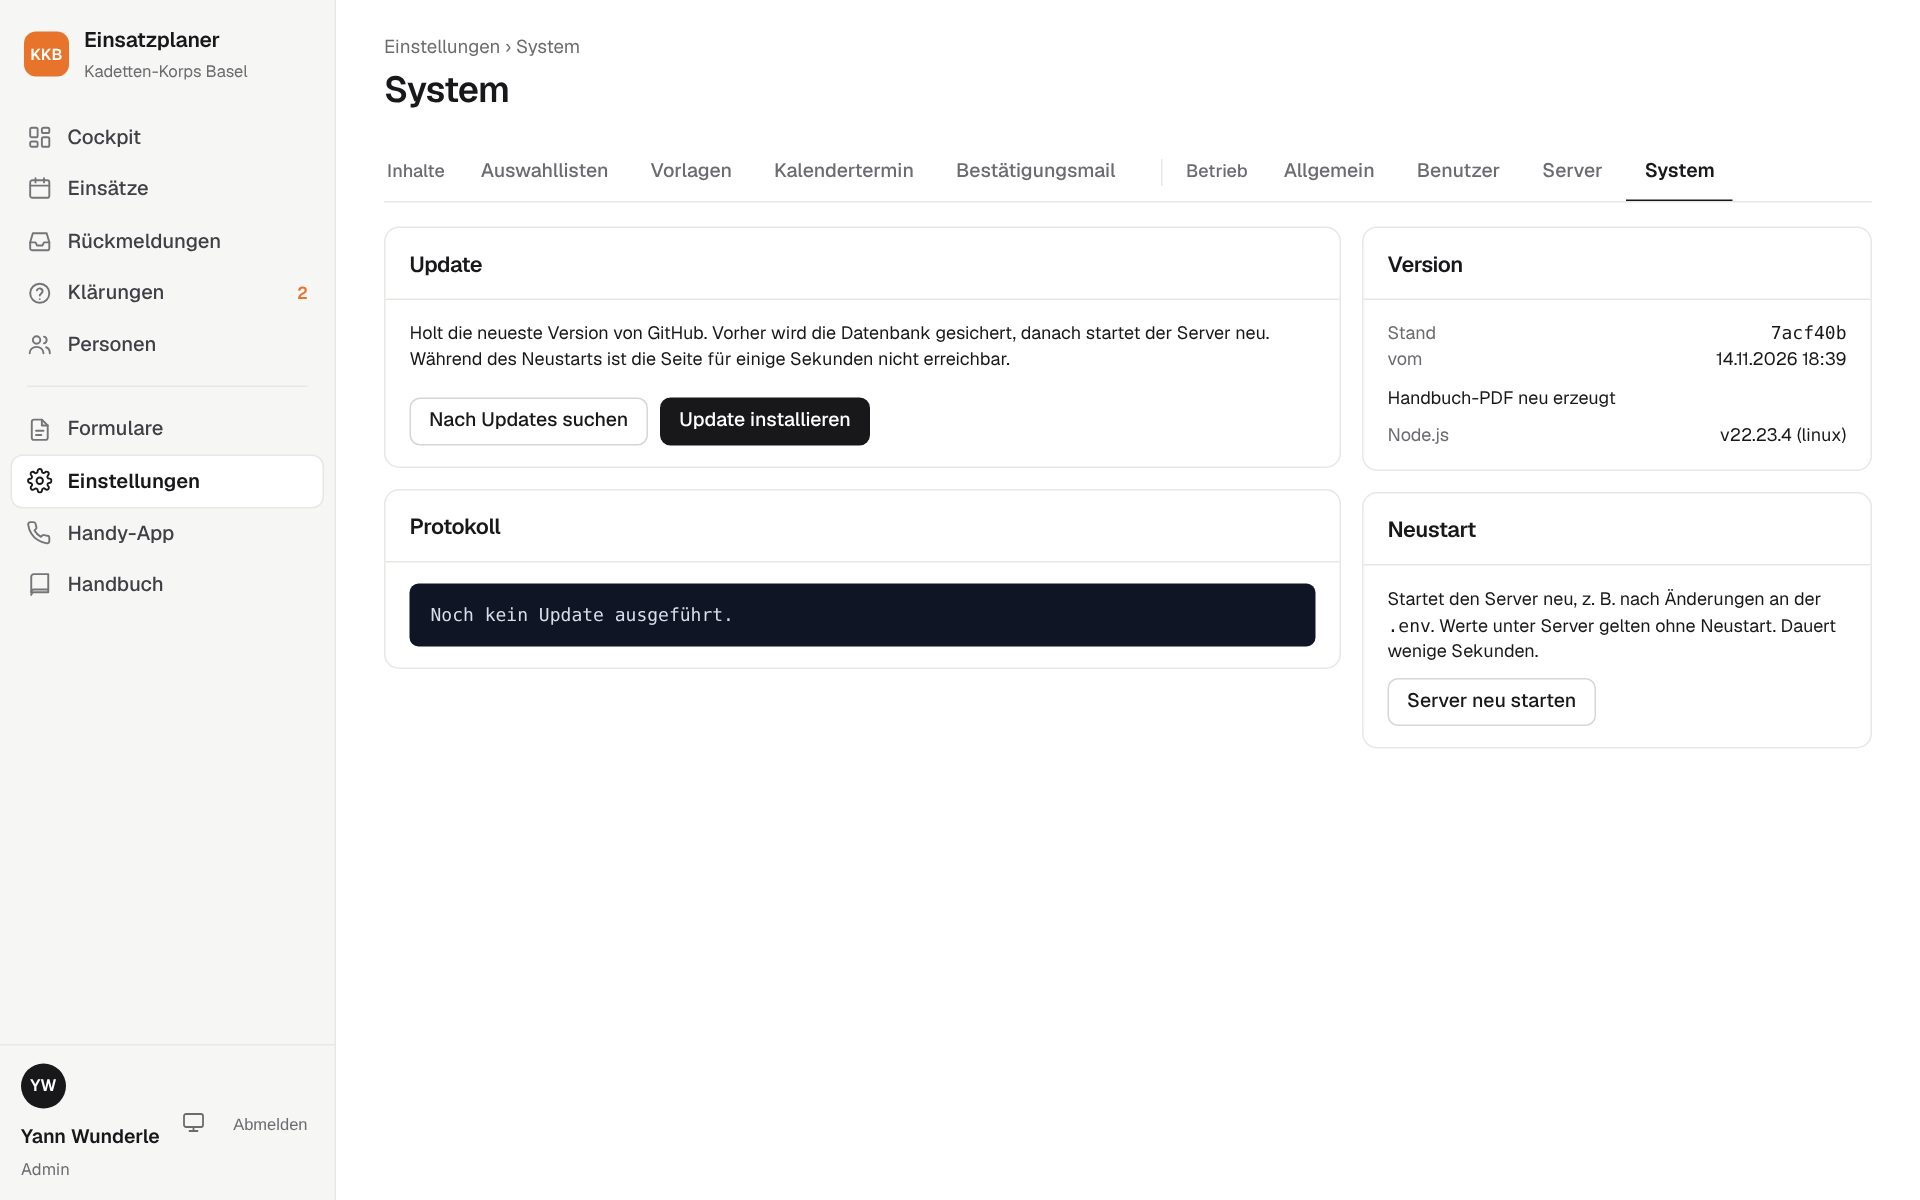 KKB
Einsatzplaner
Kadetten-Korps Basel
Cockpit
Einsätze
Rückmeldungen
Klärungen 2
Personen
Formulare
Einstellungen
Handy-App
Handbuch
YW
Yann Wunderle
Admin
Abmelden
Einstellungen › System
System
Inhalte Auswahllisten Vorlagen Kalendertermin Bestätigungsmail Betrieb Allgemein Benutzer Server System
Update
Holt die neueste Version von GitHub. Vorher wird die Datenbank gesichert, danach startet der Server neu.
Während des Neustarts ist die Seite für einige Sekunden nicht erreichbar.
Nach Updates suchen Update installieren
Protokoll
Noch kein Update ausgeführt.
Version
Stand 7acf40b
vom 14.11.2026 18:39
Handbuch-PDF neu erzeugt
Node.js v22.23.4 (linux)
Neustart
Startet den Server neu, z. B. nach Änderungen an der
.env. Werte unter Server gelten ohne Neustart. Dauert
wenige Sekunden.
Server neu starten